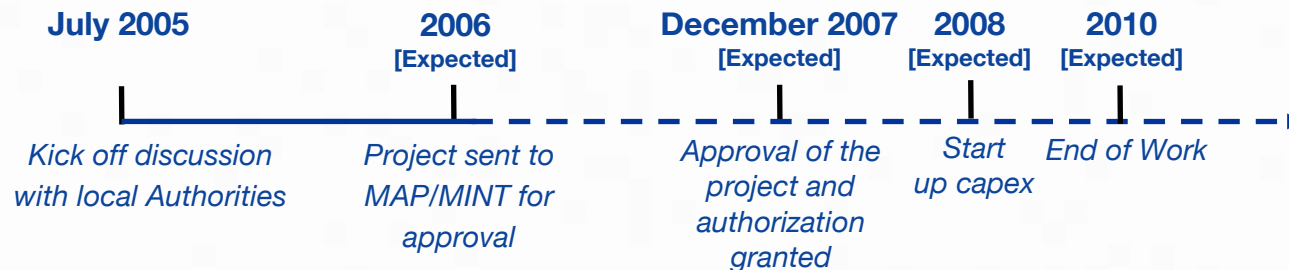 July 2005
Kick off discussion
with local Authorities
2006
[Expected]
Project sent to
MAP/MINT for
approval
December 2007
[Expected]
Approval of the
project and
authorization
granted
2008
[Expected]
Start
up capex
2010
[Expected]
End of Work